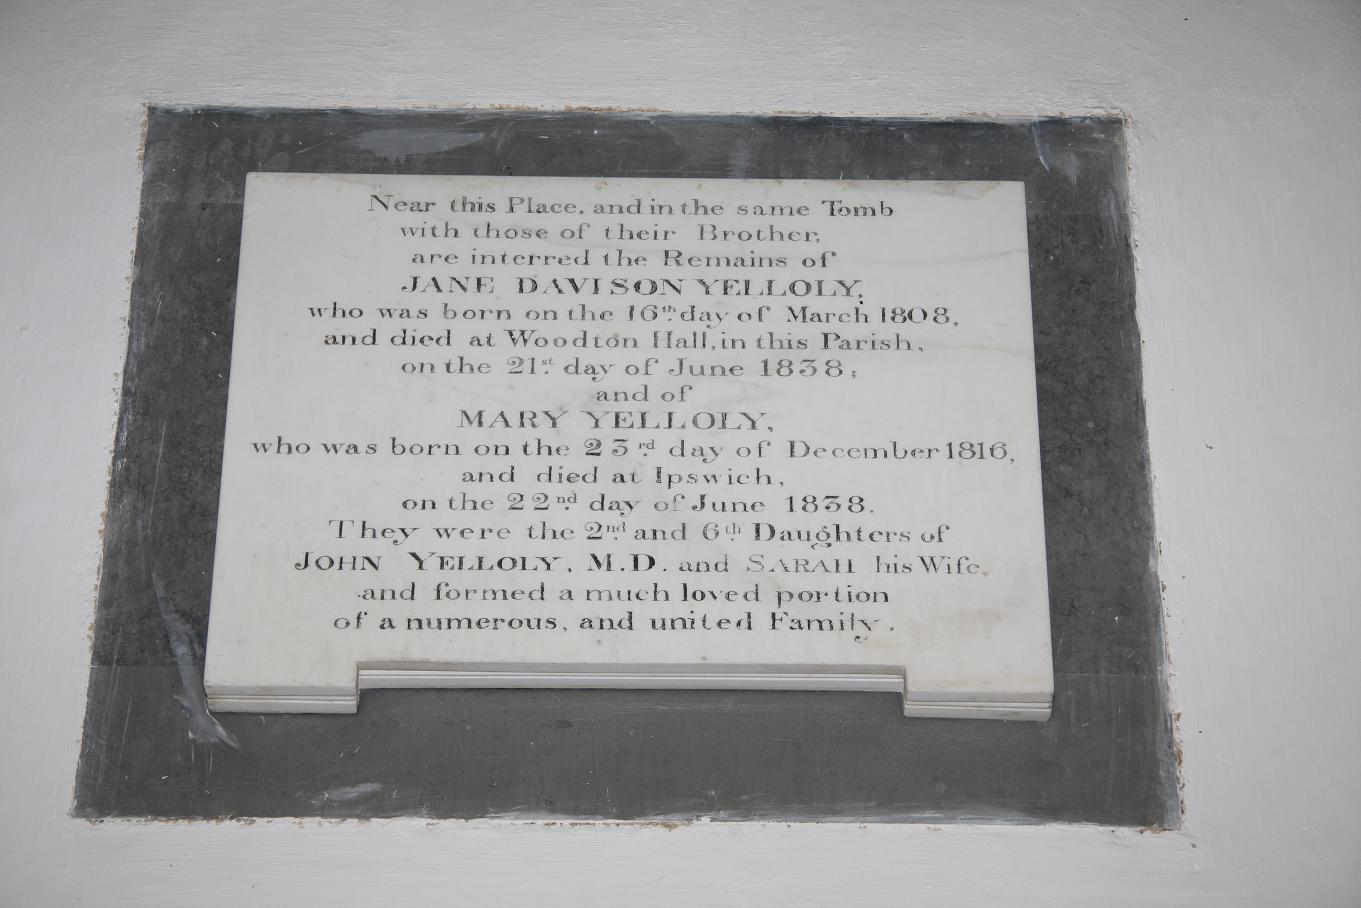 Near this Place, and in the same Tomb
with those of their Brother,
are interred the Remains of
JANE DAVISON YELLOLY,
who was born on the 16th day of March 1808,
and died at Woodton Hall, in this Parish,
on the 21st day of June 1838;
and of
MARY YELLOLY,
who was born on the 23rd day of December 1816,
and died at Ipswich,
on the 22nd day of June 1838.
They were the 2nd and 6th Daughters of
JOHN YELLOLY, M.D. and SARAH his Wife,
and formed a much loved portion
of a numerous, and united Family.